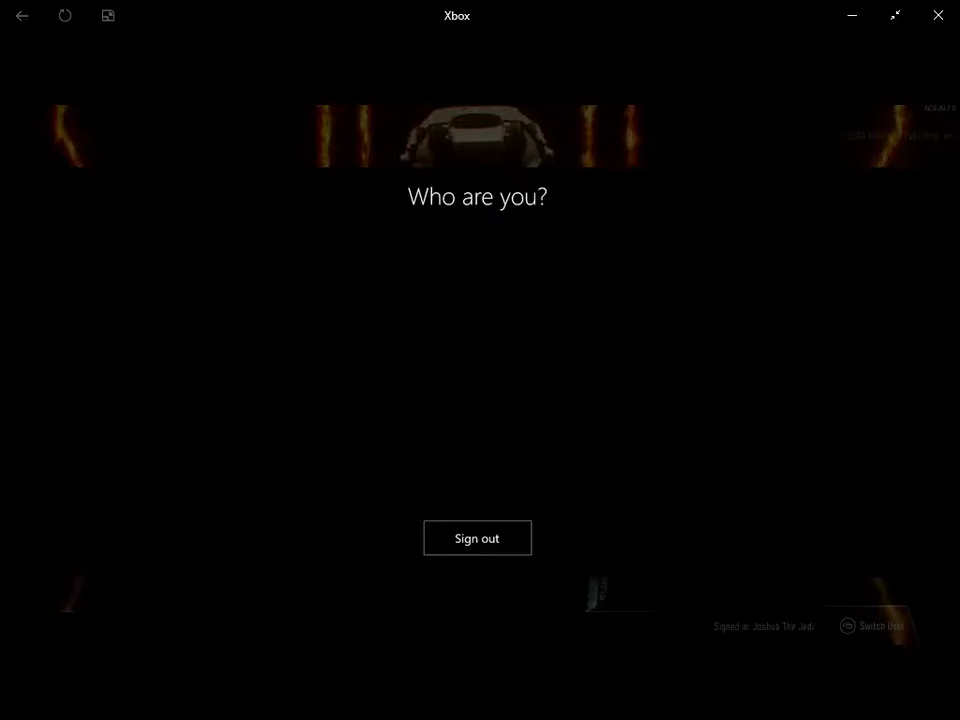 Xbox
Who are you?
Sign out
Signed in: Joshua The Jedi
Switch User